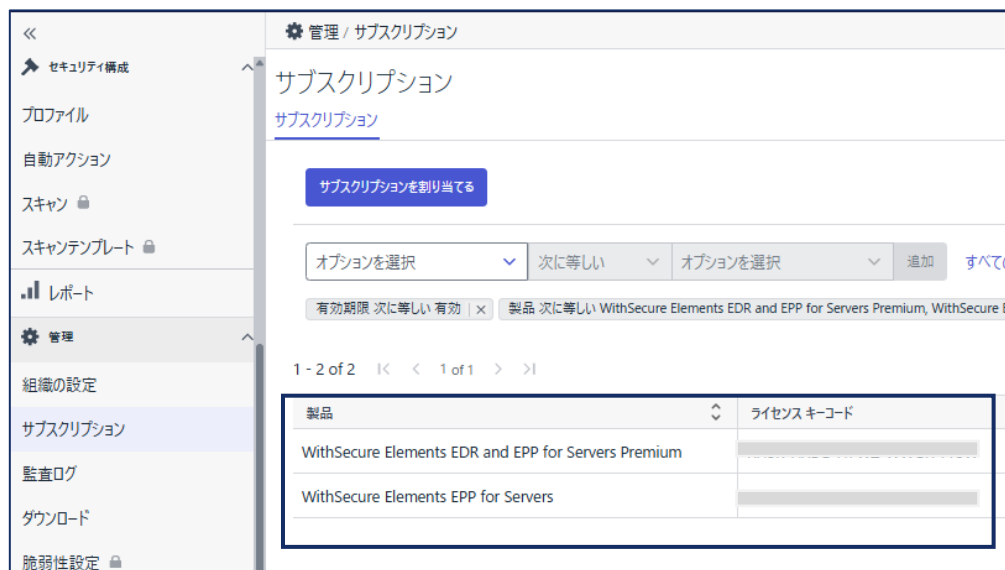 管理 / サブスクリプション
セキュリティ構成
プロファイル
自動アクション
スキャン
スキャンテンプレート
レポート
管理
組織の設定
サブスクリプション
監査ログ
ダウンロード
脆弱性設定
サブスクリプション
サブスクリプション
サブスクリプションを割り当てる
オプションを選択 次に等しい オプションを選択 追加 すべての
有効期限 次に等しい 有効 × 製品 次に等しい WithSecure Elements EDR and EPP for Servers Premium, WithSecure
1 - 2 of 2 1 of 1
製品 ライセンス キーコード
WithSecure Elements EDR and EPP for Servers Premium
WithSecure Elements EPP for Servers